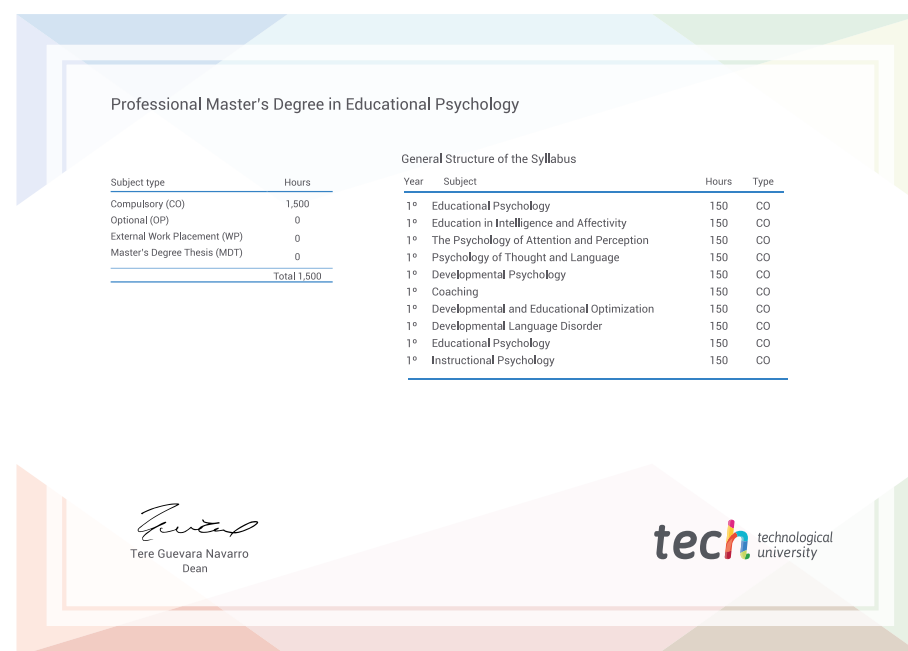 Professional Master's Degree in Educational Psychology
General Structure of the Syllabus
Subject type Hours
Compulsory (CO) 1,500
Optional (OP) 0
External Work Placement (WP) 0
Master's Degree Thesis (MDT) 0
Total 1,500
Year Subject Hours Type
1º Educational Psychology 150 CO
1º Education in Intelligence and Affectivity 150 CO
1º The Psychology of Attention and Perception 150 CO
1º Psychology of Thought and Language 150 CO
1º Developmental Psychology 150 CO
1º Coaching 150 CO
1º Developmental and Educational Optimization 150 CO
1º Developmental Language Disorder 150 CO
1º Educational Psychology 150 CO
1º Instructional Psychology 150 CO
Tere Guevara Navarro
Dean
tech technological
university